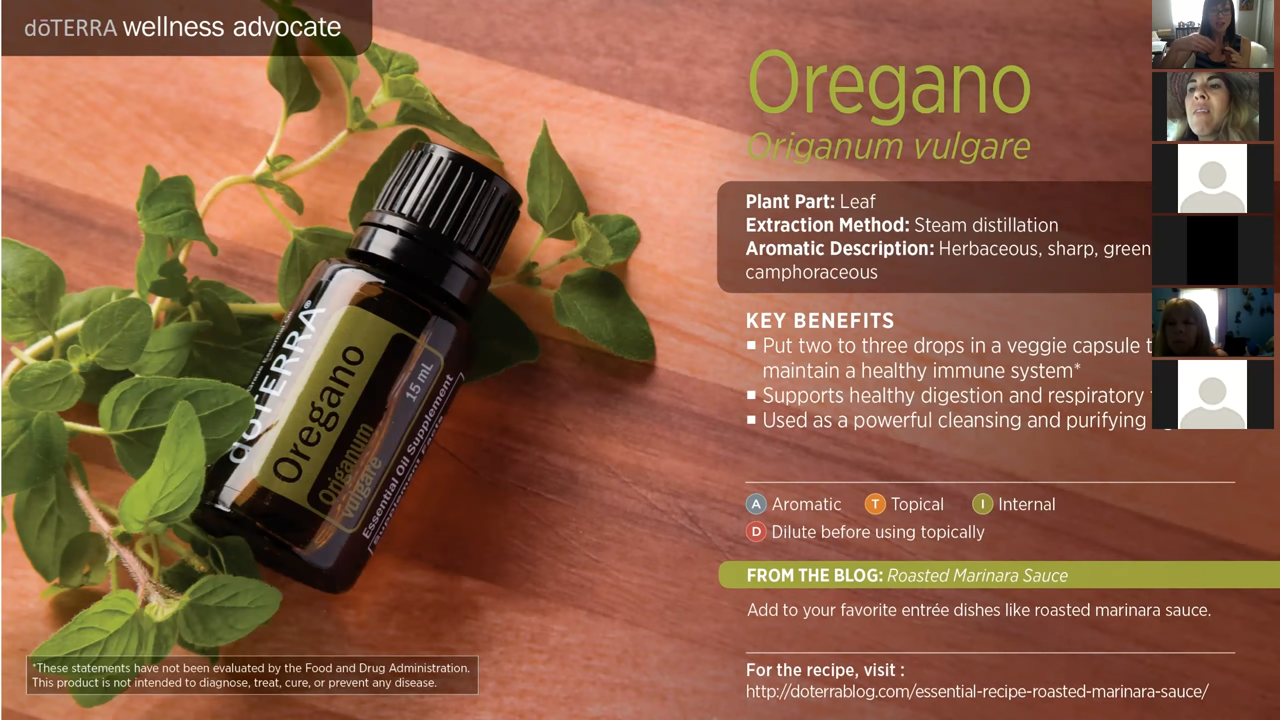 dōTERRA wellness advocate
Oregano
Origanum vulgare
Plant Part: Leaf
Extraction Method: Steam distillation
Aromatic Description: Herbaceous, sharp, green
camphoraceous
KEY BENEFITS
▪ Put two to three drops in a veggie capsule t
maintain a healthy immune system*
▪ Supports healthy digestion and respiratory
▪ Used as a powerful cleansing and purifying
A Aromatic T Topical I Internal
D Dilute before using topically
FROM THE BLOG: Roasted Marinara Sauce
Add to your favorite entrée dishes like roasted marinara sauce.
For the recipe, visit :
http://doterrablog.com/essential-recipe-roasted-marinara-sauce/
dōTERRA®
Oregano
Origanum
vulgare
15 mL
Essential Oil Supplement
Supplement Facts
*These statements have not been evaluated by the Food and Drug Administration.
This product is not intended to diagnose, treat, cure, or prevent any disease.